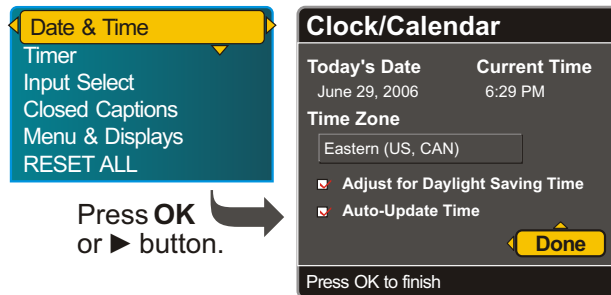 Date & Time
Timer
Input Select
Closed Captions
Menu & Displays
RESET ALL
Press OK
or ► button.
Clock/Calendar
Today's Date Current Time
June 29, 2006 6:29 PM
Time Zone
Eastern (US, CAN)
Adjust for Daylight Saving Time
Auto-Update Time
Done
Press OK to finish